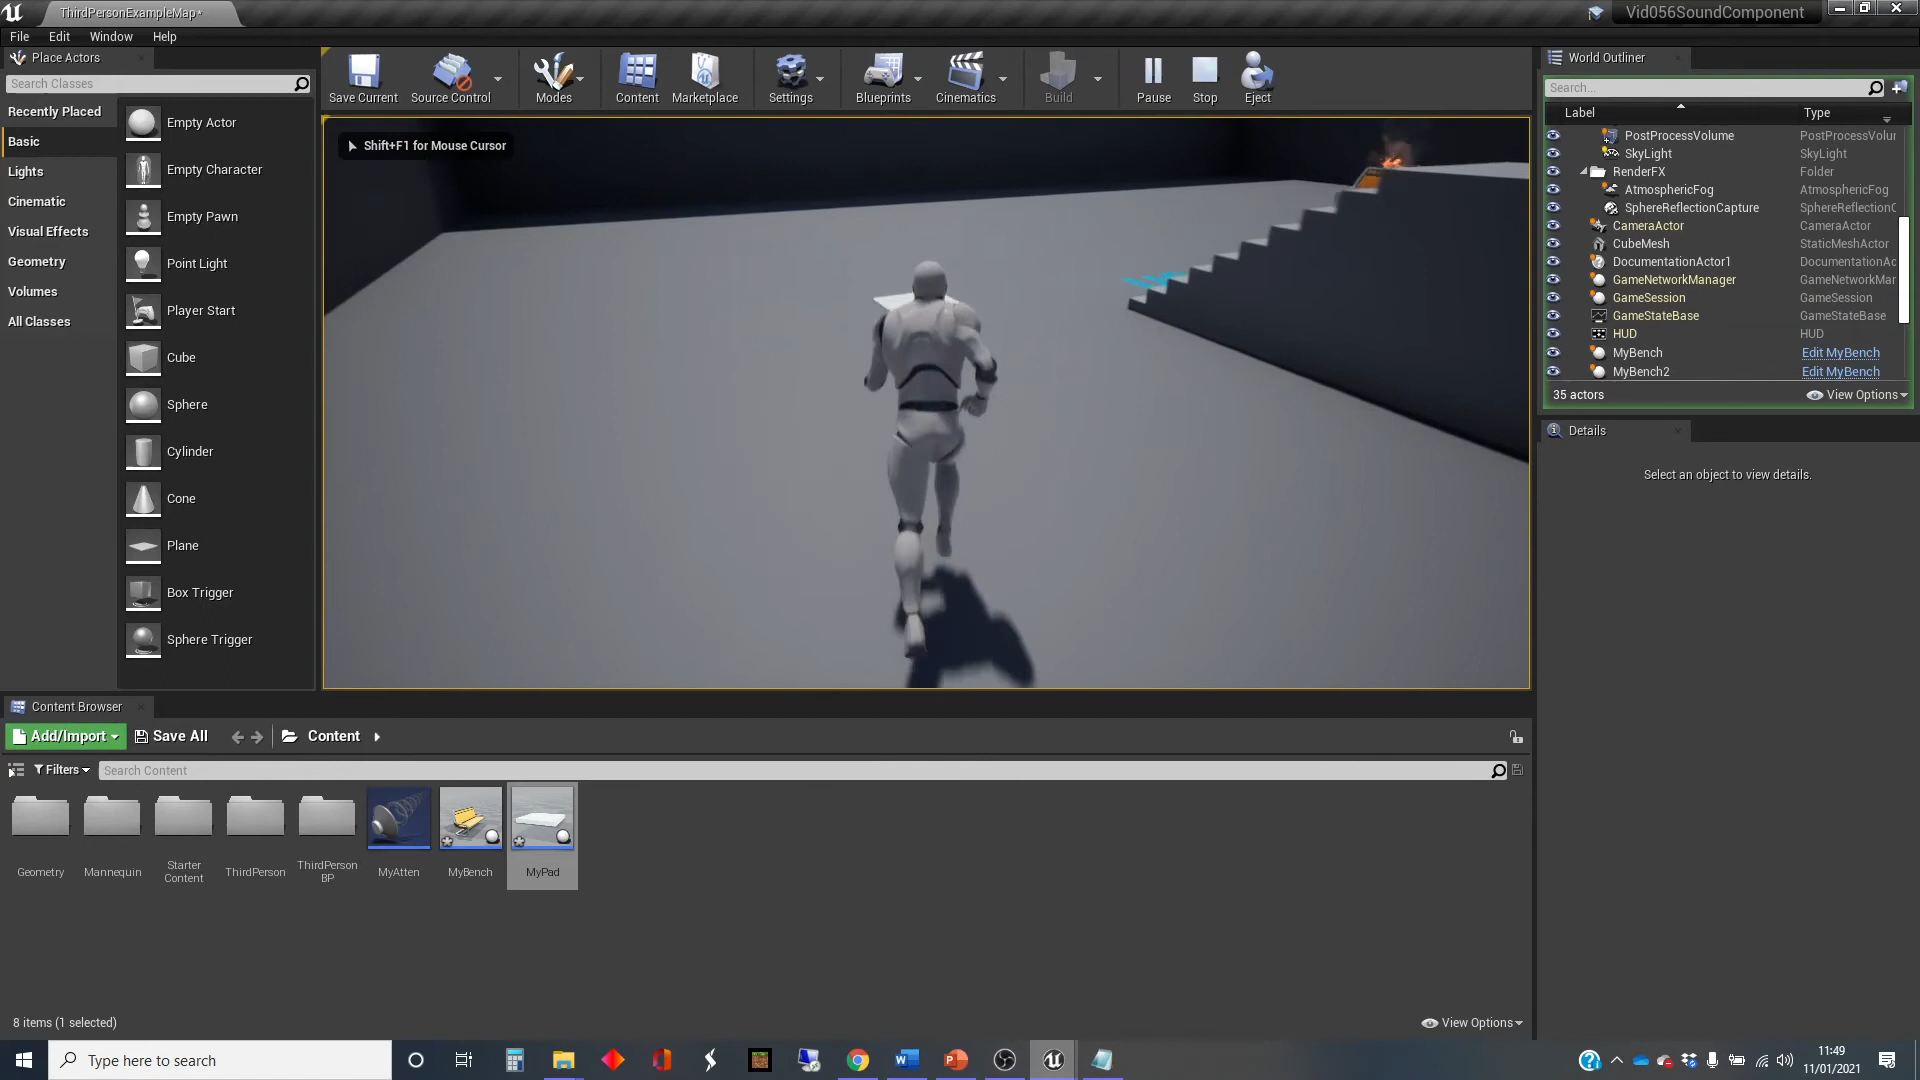 ThirdPersonExampleMap*
Vid056SoundComponent
File Edit Window Help
Place Actors
Search Classes
Recently Placed
Basic
Lights
Cinematic
Visual Effects
Geometry
Volumes
All Classes
Empty Actor
Empty Character
Empty Pawn
Point Light
Player Start
Cube
Sphere
Cylinder
Cone
Plane
Box Trigger
Sphere Trigger
Save Current
Source Control
Modes
Content
Marketplace
Settings
Blueprints
Cinematics
Build
Pause
Stop
Eject
Shift+F1 for Mouse Cursor
World Outliner
Search...
Label Type
PostProcessVolume PostProcessVolur
SkyLight SkyLight
RenderFX Folder
AtmosphericFog AtmosphericFog
SphereReflectionCapture SphereReflectionC
CameraActor CameraActor
CubeMesh StaticMeshActor
DocumentationActor1 DocumentationAc
GameNetworkManager GameNetworkMar
GameSession GameSession
GameStateBase GameStateBase
HUD HUD
MyBench Edit MyBench
MyBench2 Edit MyBench
35 actors View Options
Details
Select an object to view details.
Content Browser
Add/Import Save All Content
Filters Search Content
Geometry
Mannequin
Starter
Content
ThirdPerson
ThirdPerson
BP
MyAtten
MyBench
MyPad
8 items (1 selected) View Options
Type here to search
11:49
11/01/2021